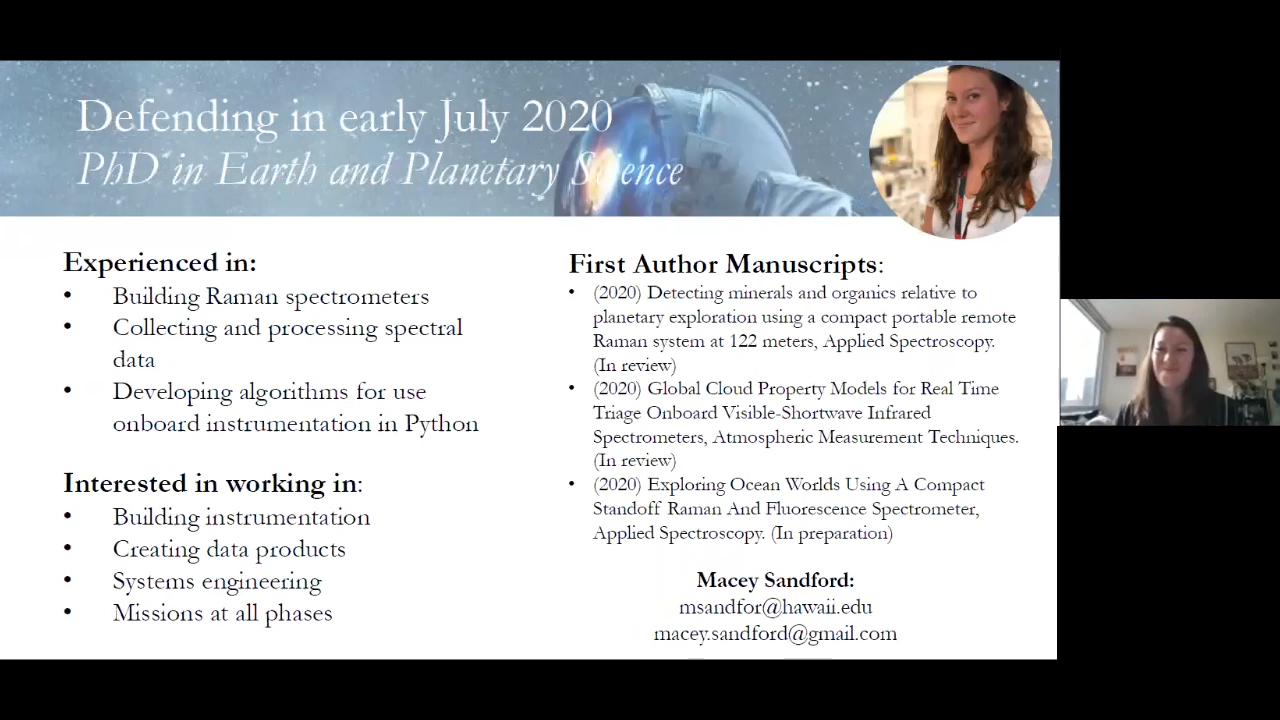 Defending in early July 2020
PhD in Earth and Planetary Science
Experienced in:
• Building Raman spectrometers
• Collecting and processing spectral
data
• Developing algorithms for use
onboard instrumentation in Python
Interested in working in:
• Building instrumentation
• Creating data products
• Systems engineering
• Missions at all phases
First Author Manuscripts:
• (2020) Detecting minerals and organics relative to
planetary exploration using a compact portable remote
Raman system at 122 meters, Applied Spectroscopy.
(In review)
• (2020) Global Cloud Property Models for Real Time
Triage Onboard Visible-Shortwave Infrared
Spectrometers, Atmospheric Measurement Techniques.
(In review)
• (2020) Exploring Ocean Worlds Using A Compact
Standoff Raman And Fluorescence Spectrometer,
Applied Spectroscopy. (In preparation)
Macey Sandford:
msandfor@hawaii.edu
macey.sandford@gmail.com